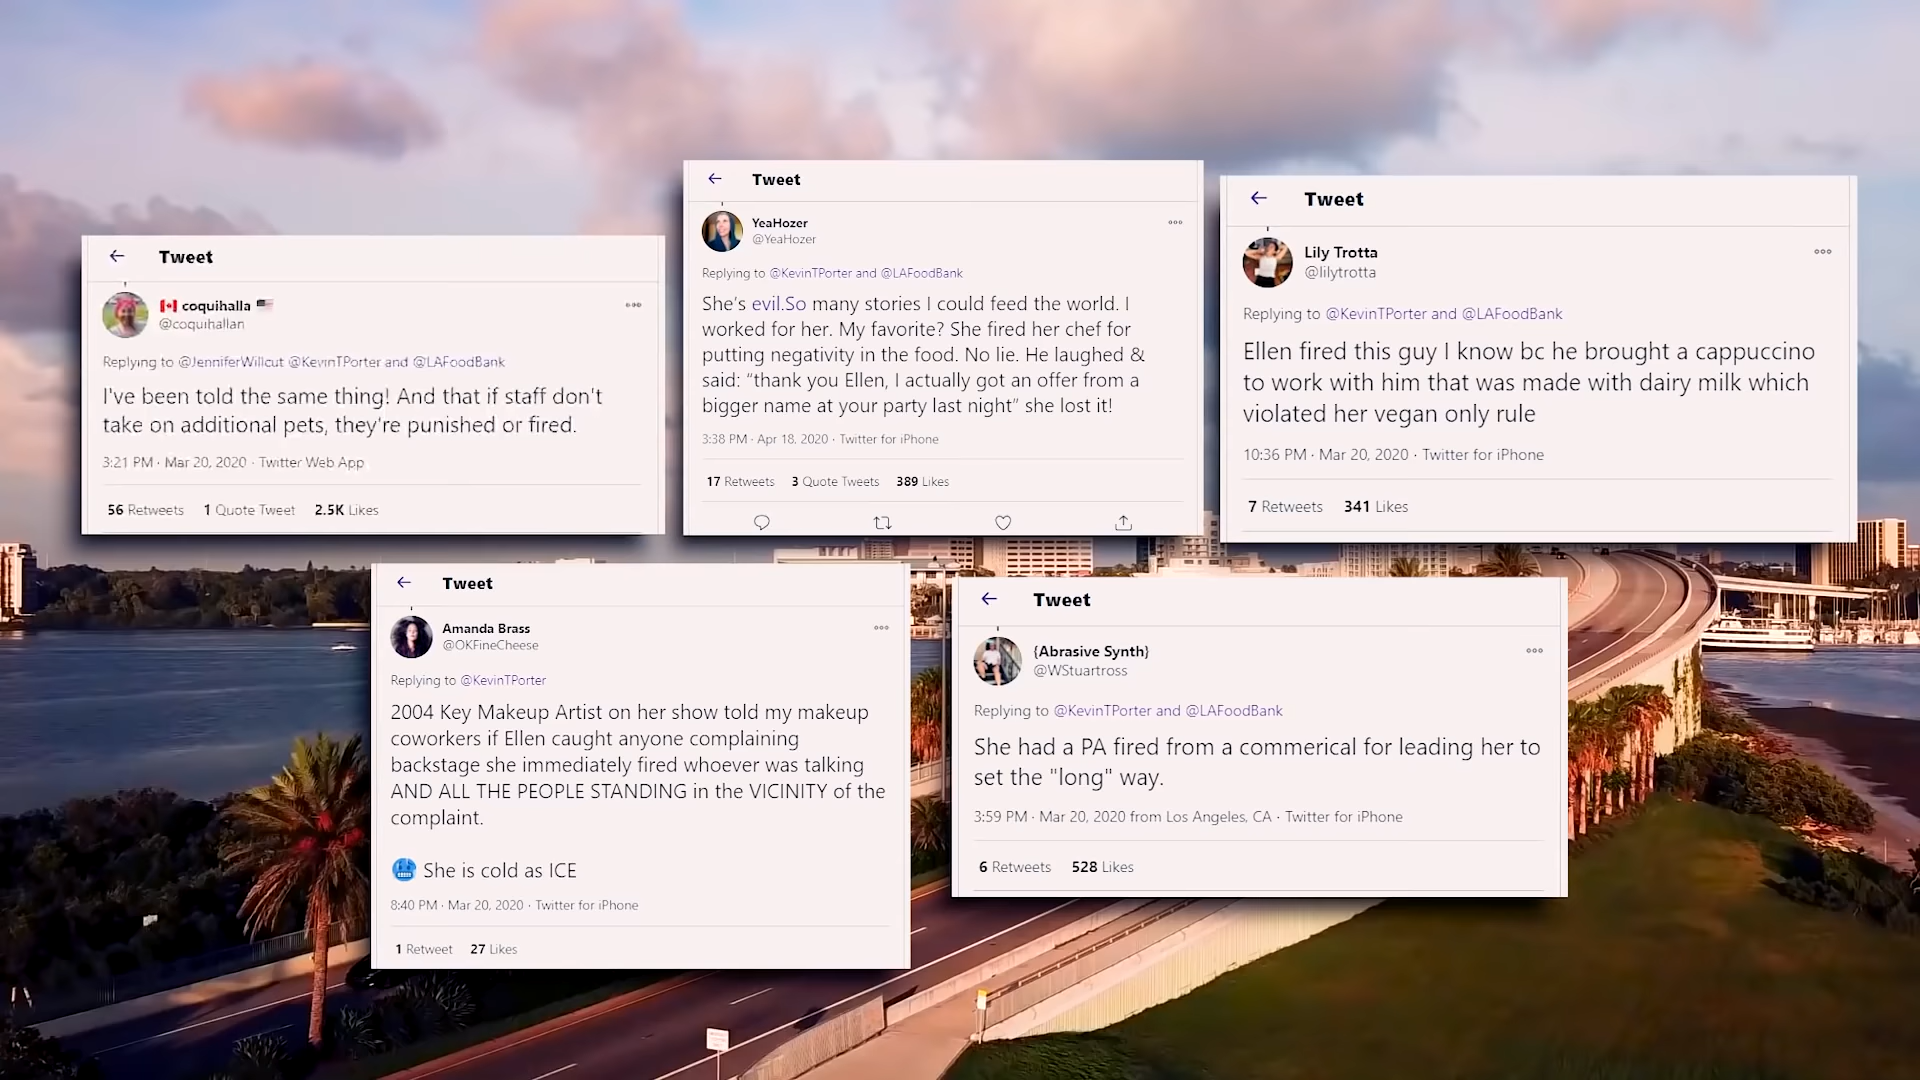 Tweet
coquihalla
@coquihallan
Replying to @JenniferWillcut @KevinTPorter and @LAFoodBank
I've been told the same thing! And that if staff don't
take on additional pets, they're punished or fired.
3:21 PM · Mar 20, 2020 · Twitter Web App
56 Retweets 1 Quote Tweet 2.5K Likes
Tweet
YeaHozer
@YeaHozer
Replying to @KevinTPorter and @LAFoodBank
She's evil.So many stories I could feed the world. I
worked for her. My favorite? She fired her chef for
putting negativity in the food. No lie. He laughed &
said: “thank you Ellen, I actually got an offer from a
bigger name at your party last night” she lost it!
3:38 PM · Apr 18, 2020 · Twitter for iPhone
17 Retweets 3 Quote Tweets 389 Likes
Tweet
Lily Trotta
@lilytrotta
Replying to @KevinTPorter and @LAFoodBank
Ellen fired this guy I know bc he brought a cappuccino
to work with him that was made with dairy milk which
violated her vegan only rule
10:36 PM · Mar 20, 2020 · Twitter for iPhone
7 Retweets 341 Likes
Tweet
Amanda Brass
@OKFineCheese
Replying to @KevinTPorter
2004 Key Makeup Artist on her show told my makeup
coworkers if Ellen caught anyone complaining
backstage she immediately fired whoever was talking
AND ALL THE PEOPLE STANDING in the VICINITY of the
complaint.
🥶 She is cold as ICE
8:40 PM · Mar 20, 2020 · Twitter for iPhone
1 Retweet 27 Likes
Tweet
{Abrasive Synth}
@WStuartross
Replying to @KevinTPorter and @LAFoodBank
She had a PA fired from a commerical for leading her to
set the "long" way.
3:59 PM · Mar 20, 2020 from Los Angeles, CA · Twitter for iPhone
6 Retweets 528 Likes